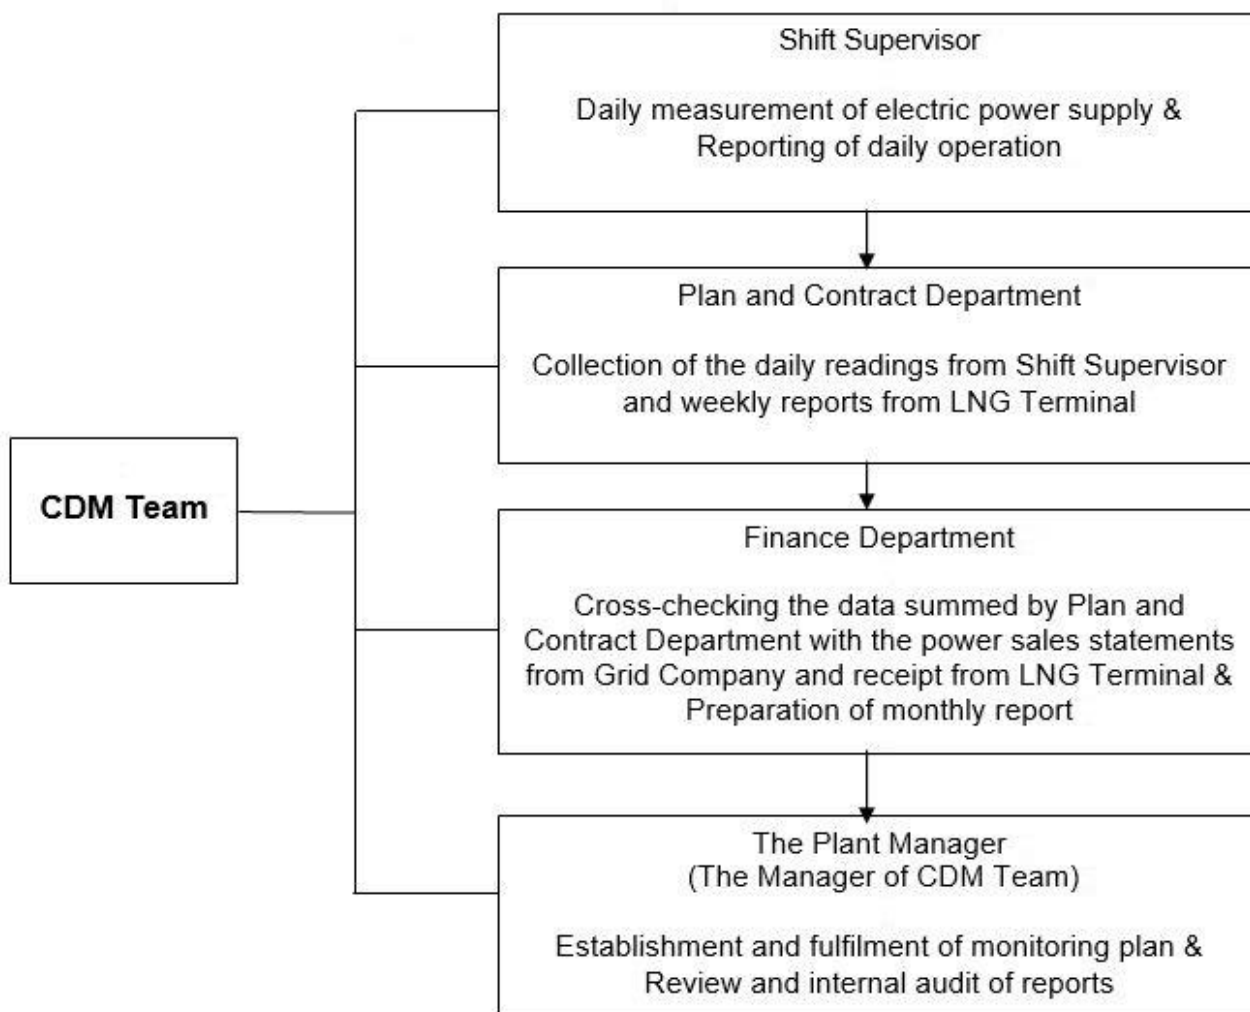 Shift Supervisor
Daily measurement of electric power supply &
Reporting of daily operation
Plan and Contract Department
Collection of the daily readings from Shift Supervisor
and weekly reports from LNG Terminal
CDM Team
Finance Department
Cross-checking the data summed by Plan and
Contract Department with the power sales statements
from Grid Company and receipt from LNG Terminal &
Preparation of monthly report
The Plant Manager
(The Manager of CDM Team)
Establishment and fulfilment of monitoring plan &
Review and internal audit of reports